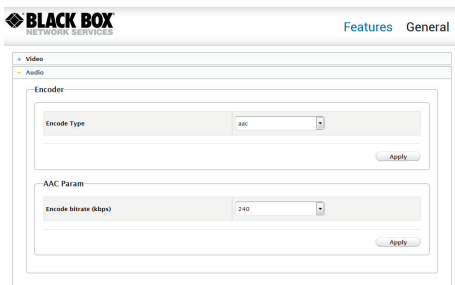 BLACK BOX
NETWORK SERVICES
Features General
+ Video
− Audio
Encoder
Encode Type aac
Apply
AAC Param
Encode bitrate (kbps) 240
Apply